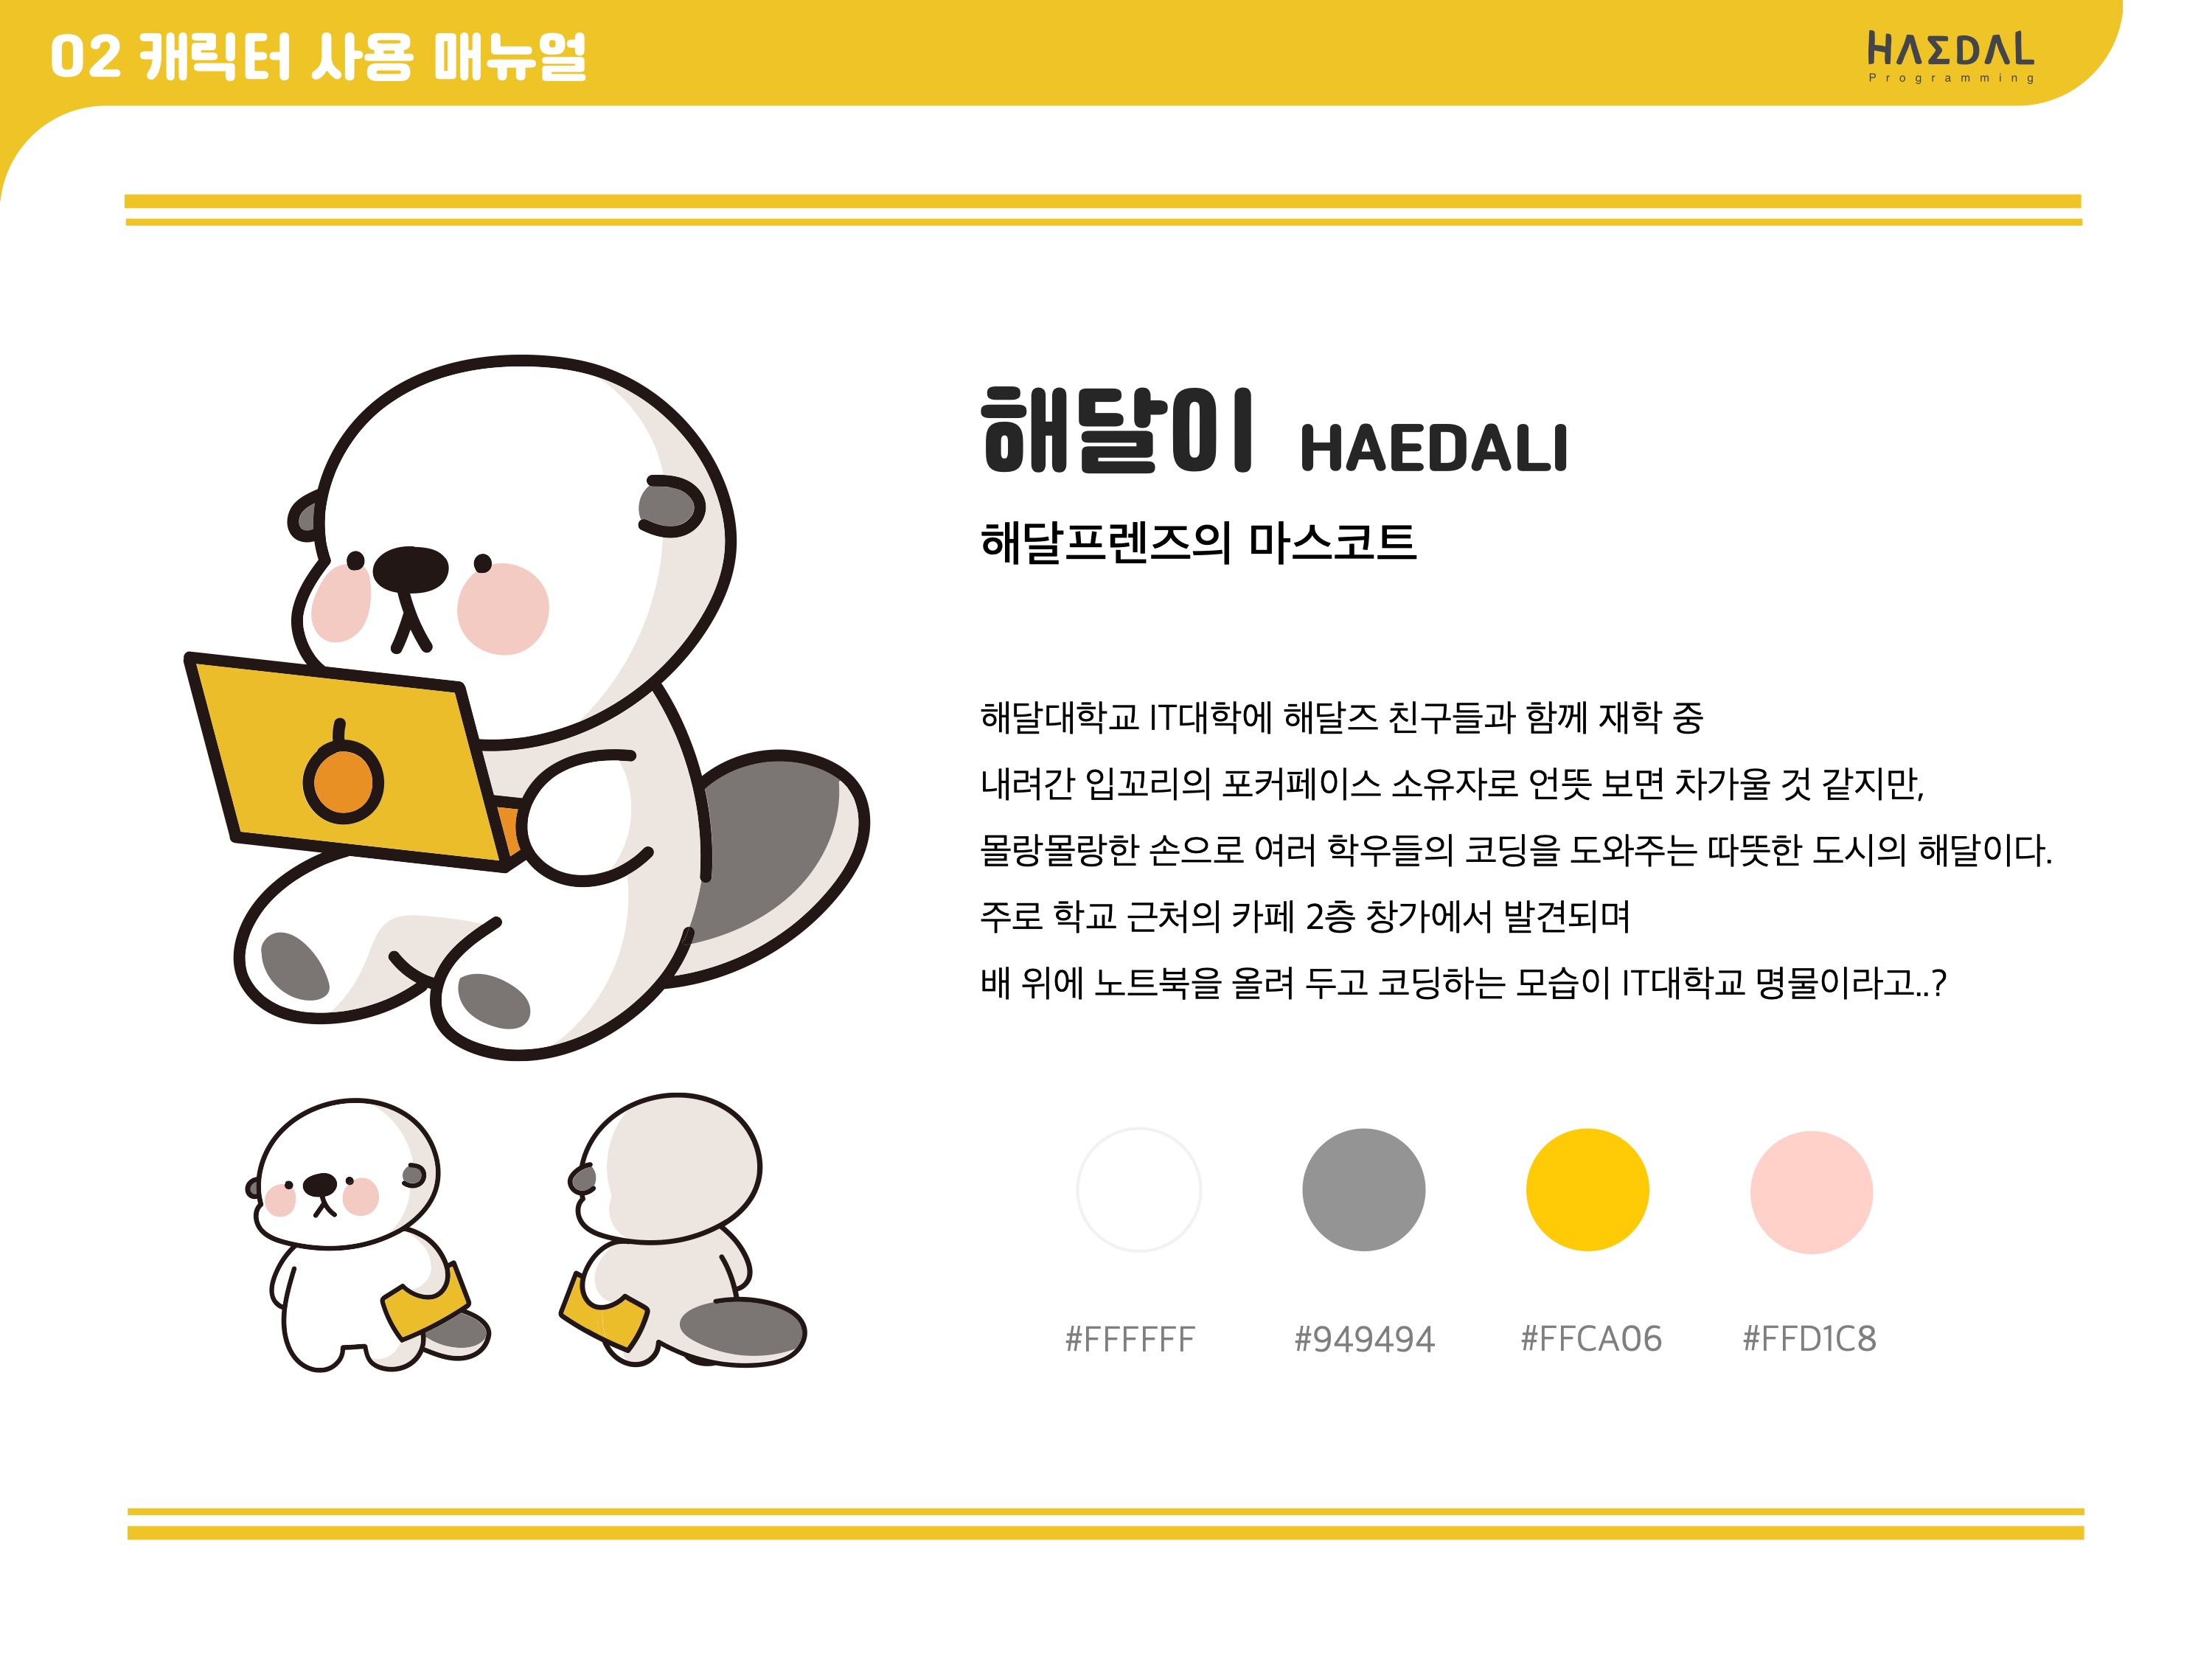 02 캐릭터 사용 매뉴얼
HAΣDAL
Programming
해달이 HAEDALI
해달프렌즈의 마스코트
해달대학교 IT대학에 해달즈 친구들과 함께 재학 중
내려간 입꼬리의 포커페이스 소유자로 언뜻 보면 차가울 것 같지만,
몰랑몰랑한 손으로 여러 학우들의 코딩을 도와주는 따뜻한 도시의 해달이다.
주로 학교 근처의 카페 2층 창가에서 발견되며
배 위에 노트북을 올려 두고 코딩하는 모습이 IT대학교 명물이라고..?
#FFFFFF #949494 #FFCA06 #FFD1C8